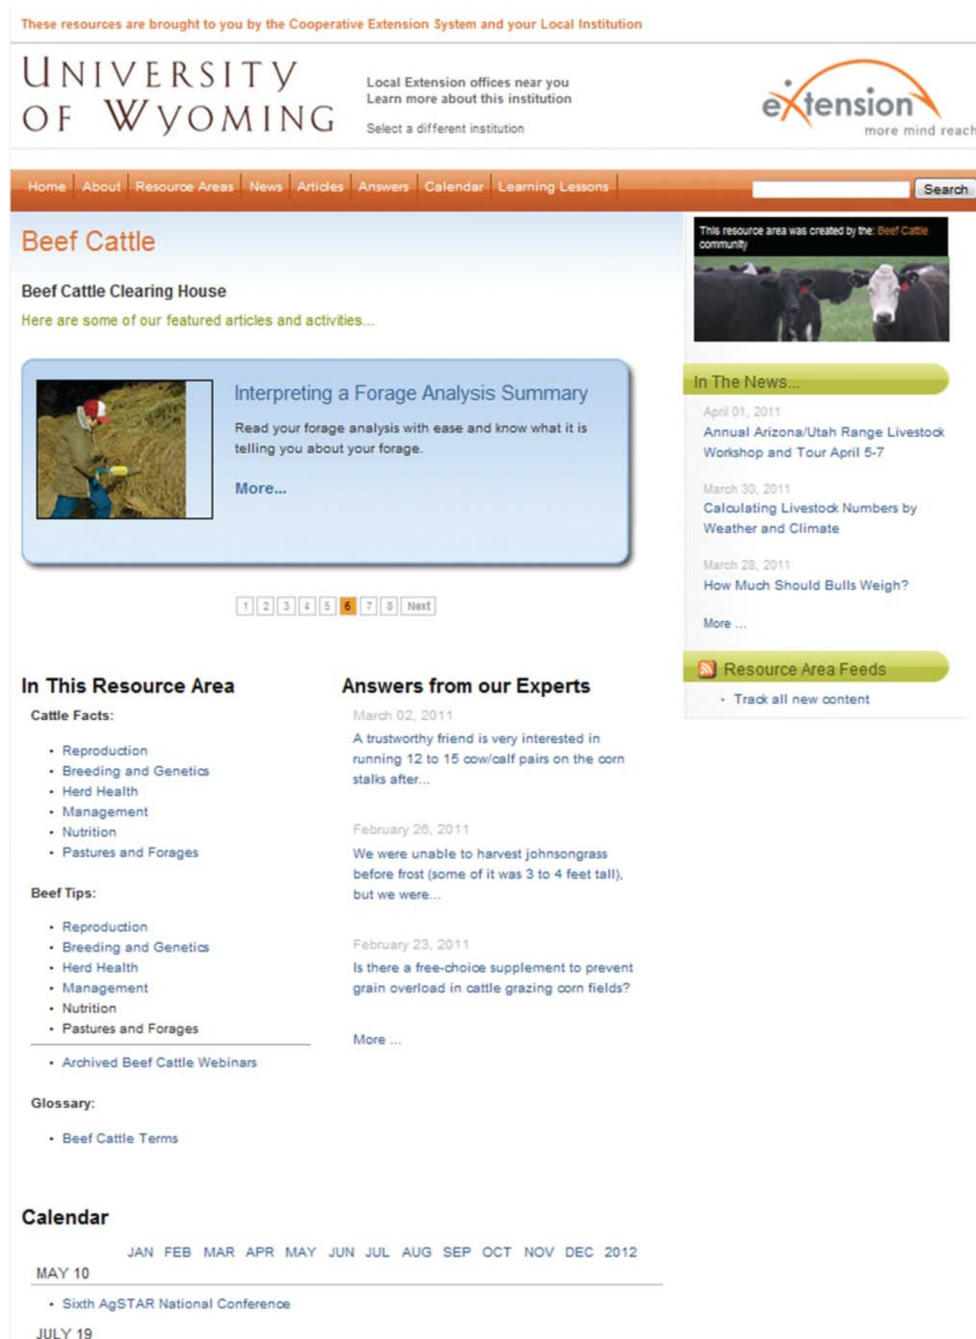 These resources are brought to you by the Cooperative Extension System and your Local Institution
UNIVERSITY
OF WYOMING
Local Extension offices near you
Learn more about this institution
Select a different institution
eXtension
more mind reach
Home About Resource Areas News Articles Answers Calendar Learning Lessons
Search
Beef Cattle
Beef Cattle Clearing House
Here are some of our featured articles and activities...
Interpreting a Forage Analysis Summary
Read your forage analysis with ease and know what it is
telling you about your forage.
More...
1 2 3 4 5 6 7 8 Next
This resource area was created by the: Beef Cattle
community
In The News...
April 01, 2011
Annual Arizona/Utah Range Livestock
Workshop and Tour April 5-7
March 30, 2011
Calculating Livestock Numbers by
Weather and Climate
March 28, 2011
How Much Should Bulls Weigh?
More ...
Resource Area Feeds
• Track all new content
In This Resource Area
Cattle Facts:
• Reproduction
• Breeding and Genetics
• Herd Health
• Management
• Nutrition
• Pastures and Forages
Beef Tips:
• Reproduction
• Breeding and Genetics
• Herd Health
• Management
• Nutrition
• Pastures and Forages
• Archived Beef Cattle Webinars
Glossary:
• Beef Cattle Terms
Answers from our Experts
March 02, 2011
A trustworthy friend is very interested in
running 12 to 15 cow/calf pairs on the corn
stalks after...
February 26, 2011
We were unable to harvest johnsongrass
before frost (some of it was 3 to 4 feet tall),
but we were...
February 23, 2011
Is there a free-choice supplement to prevent
grain overload in cattle grazing corn fields?
More ...
Calendar
JAN FEB MAR APR MAY JUN JUL AUG SEP OCT NOV DEC 2012
MAY 10
• Sixth AgSTAR National Conference
JULY 19